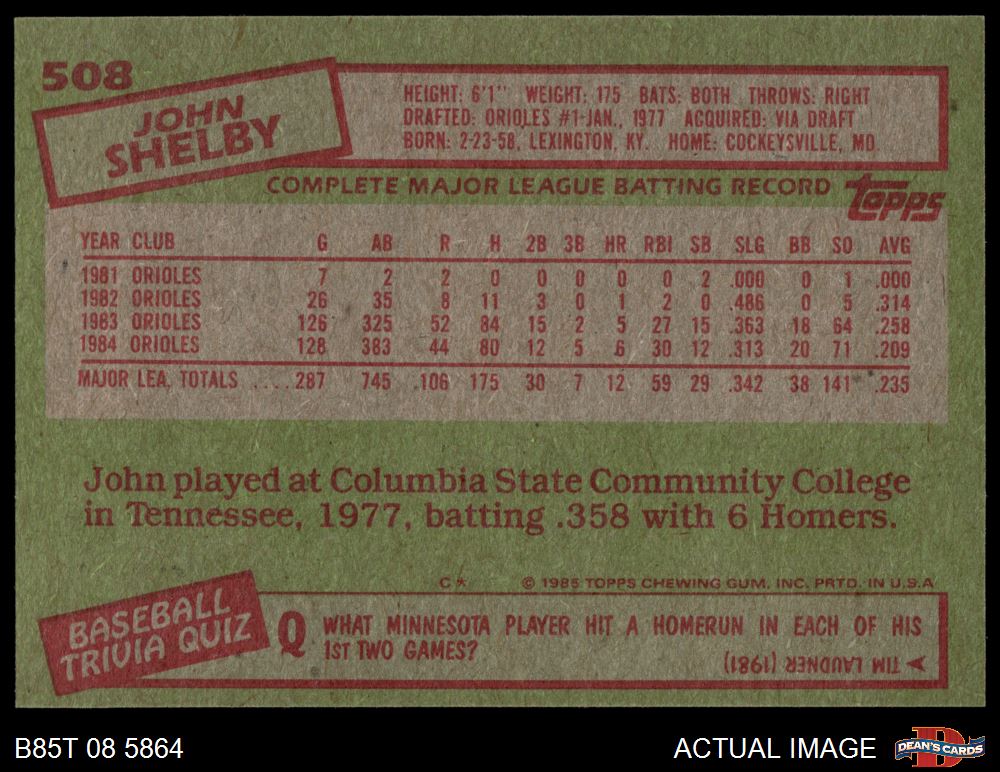 508
JOHN
SHELBY
HEIGHT: 6'1" WEIGHT: 175 BATS: BOTH THROWS: RIGHT
DRAFTED: ORIOLES #1-JAN., 1977 ACQUIRED: VIA DRAFT
BORN: 2-23-58, LEXINGTON, KY. HOME: COCKEYSVILLE, MD.
COMPLETE MAJOR LEAGUE BATTING RECORD topps
YEAR CLUB G AB R H 2B 3B HR RBI SB SLG BB SO AVG
1981 ORIOLES 7 2 2 0 0 0 0 0 2 .000 0 1 .000
1982 ORIOLES 26 35 8 11 3 0 1 2 0 .486 0 5 .314
1983 ORIOLES 126 325 52 84 15 2 5 27 15 .363 18 64 .258
1984 ORIOLES 128 383 44 80 12 5 6 30 12 .313 20 71 .209
MAJOR LEA. TOTALS ....287 745 106 175 30 7 12 59 29 .342 38 141 .235
John played at Columbia State Community College
in Tennessee, 1977, batting .358 with 6 Homers.
C* © 1985 TOPPS CHEWING GUM, INC. PRTD. IN U.S.A.
BASEBALL
TRIVIA QUIZ
Q WHAT MINNESOTA PLAYER HIT A HOMERUN IN EACH OF HIS
1ST TWO GAMES?
TIM LAUDNER (1981)
B85T 08 5864 ACTUAL IMAGE DEAN'S CARDS